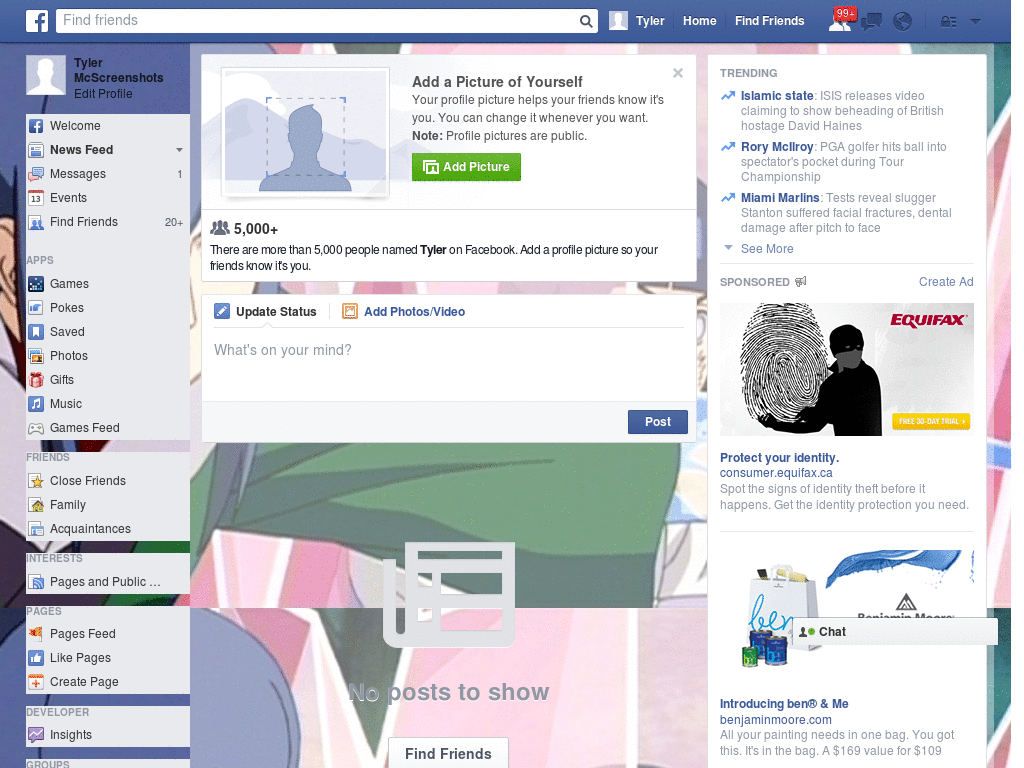 Find friends
Tyler
Home
Find Friends
99+
Tyler
McScreenshots
Edit Profile
Welcome
News Feed
Messages 1
Events
Find Friends 20+
APPS
Games
Pokes
Saved
Photos
Gifts
Music
Games Feed
FRIENDS
Close Friends
Family
Acquaintances
INTERESTS
Pages and Public ...
PAGES
Pages Feed
Like Pages
Create Page
DEVELOPER
Insights
GROUPS
Add a Picture of Yourself
Your profile picture helps your friends know it's
you. You can change it whenever you want.
Note: Profile pictures are public.
Add Picture
5,000+
There are more than 5,000 people named Tyler on Facebook. Add a profile picture so your
friends know it's you.
Update Status
Add Photos/Video
What's on your mind?
Post
No posts to show
Find Friends
TRENDING
Islamic state: ISIS releases video
claiming to show beheading of British
hostage David Haines
Rory McIlroy: PGA golfer hits ball into
spectator's pocket during Tour
Championship
Miami Marlins: Tests reveal slugger
Stanton suffered facial fractures, dental
damage after pitch to face
See More
SPONSORED
Create Ad
EQUIFAX
FREE 30-DAY TRIAL
Protect your identity.
consumer.equifax.ca
Spot the signs of identity theft before it
happens. Get the identity protection you need.
ben
Benjamin Moore
Chat
Introducing ben® & Me
benjaminmoore.com
All your painting needs in one bag. You got
this. It's in the bag. A $169 value for $109